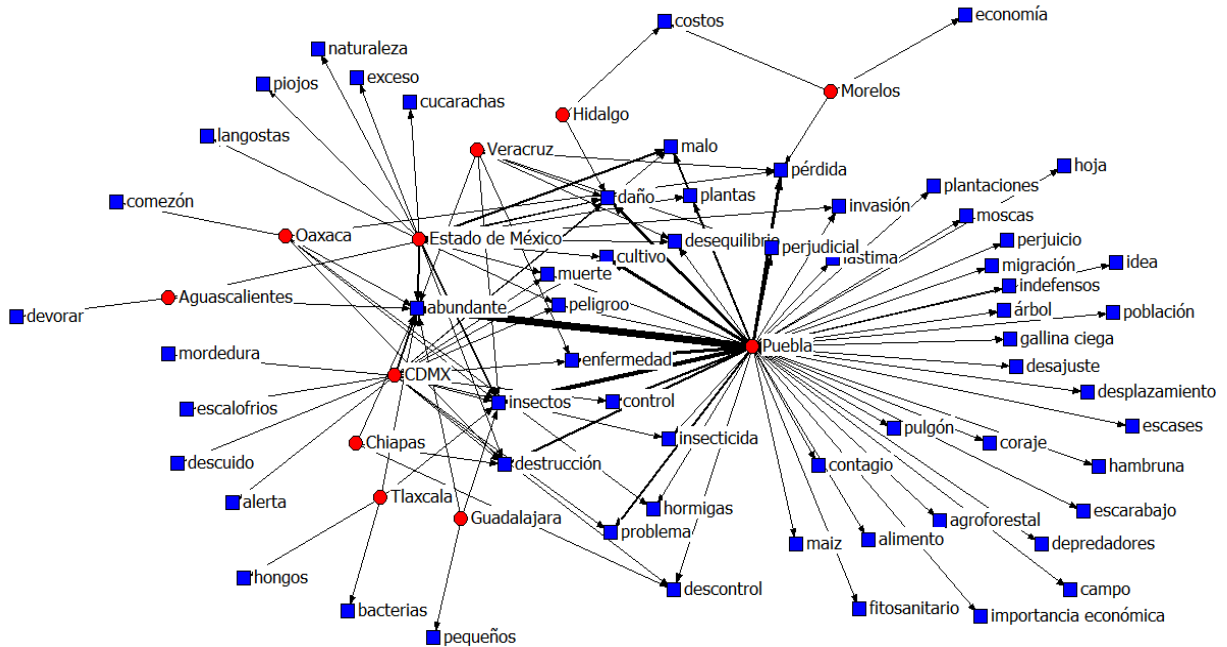 costos
economía
naturaleza
exceso
piojos
cucarachas
Morelos
Hidalgo
langostas
Veracruz
malo
pérdida
hoja
plantaciones
plantas
daño
comezón
invasión
moscas
Oaxaca
Estado de México
desequilibrio
perjudicial
perjuicio
cultivo
lástima
migración
idea
muerte
indefensos
Aguascalientes
peligroo
abundante
árbol
población
devorar
gallina ciega
Puebla
mordedura
enfermedad
desajuste
CDMX
desplazamiento
insectos
control
escalofrios
escases
pulgón
insecticida
coraje
Chiapas
descuido
destrucción
contagio
hambruna
Tlaxcala
alerta
hormigas
escarabajo
Guadalajara
agroforestal
problema
maiz
alimento
depredadores
hongos
descontrol
campo
bacterias
fitosanitario
importancia económica
pequeños